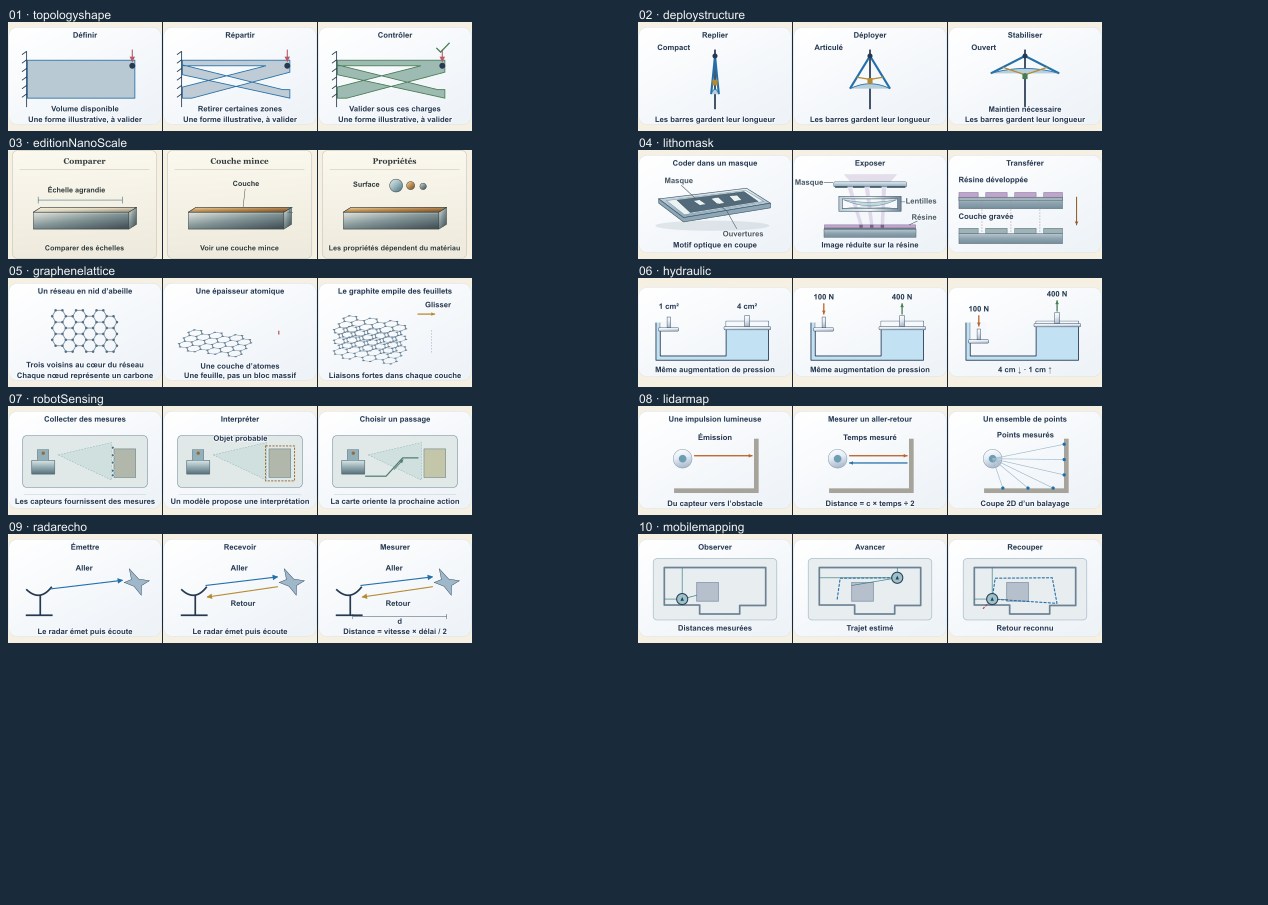 01 · topologyshape
Définir
Répartir
Contrôler
Volume disponible
Retirer certaines zones
Valider sous ces charges
Une forme illustrative, à valider
Une forme illustrative, à valider
Une forme illustrative, à valider
02 · deploystructure
Replier
Déployer
Stabiliser
Compact
Articulé
Ouvert
Maintien nécessaire
Les barres gardent leur longueur
Les barres gardent leur longueur
Les barres gardent leur longueur
03 · editionNanoScale
Comparer
Couche mince
Propriétés
Échelle agrandie
Couche
Surface
Comparer des échelles
Voir une couche mince
Les propriétés dépendent du matériau
04 · lithomask
Coder dans un masque
Exposer
Transférer
Masque
Ouvertures
Masque
Lentilles
Résine
Résine développée
Couche gravée
Motif optique en coupe
Image réduite sur la résine
05 · graphenelattice
Un réseau en nid d’abeille
Une épaisseur atomique
Le graphite empile des feuillets
Glisser
Trois voisins au cœur du réseau
Chaque nœud représente un carbone
Une couche d’atomes
Une feuille, pas un bloc massif
Liaisons fortes dans chaque couche
06 · hydraulic
1 cm²
4 cm²
100 N
400 N
100 N
400 N
Même augmentation de pression
Même augmentation de pression
4 cm ↓ · 1 cm ↑
07 · robotSensing
Collecter des mesures
Interpréter
Choisir un passage
Objet probable
Les capteurs fournissent des mesures
Un modèle propose une interprétation
La carte oriente la prochaine action
08 · lidarmap
Une impulsion lumineuse
Mesurer un aller-retour
Un ensemble de points
Émission
Temps mesuré
Points mesurés
Du capteur vers l’obstacle
Distance = c × temps ÷ 2
Coupe 2D d’un balayage
09 · radarecho
Émettre
Recevoir
Mesurer
Aller
Aller
Aller
Retour
Retour
d
Le radar émet puis écoute
Le radar émet puis écoute
Distance = vitesse × délai / 2
10 · mobilemapping
Observer
Avancer
Recouper
Distances mesurées
Trajet estimé
Retour reconnu